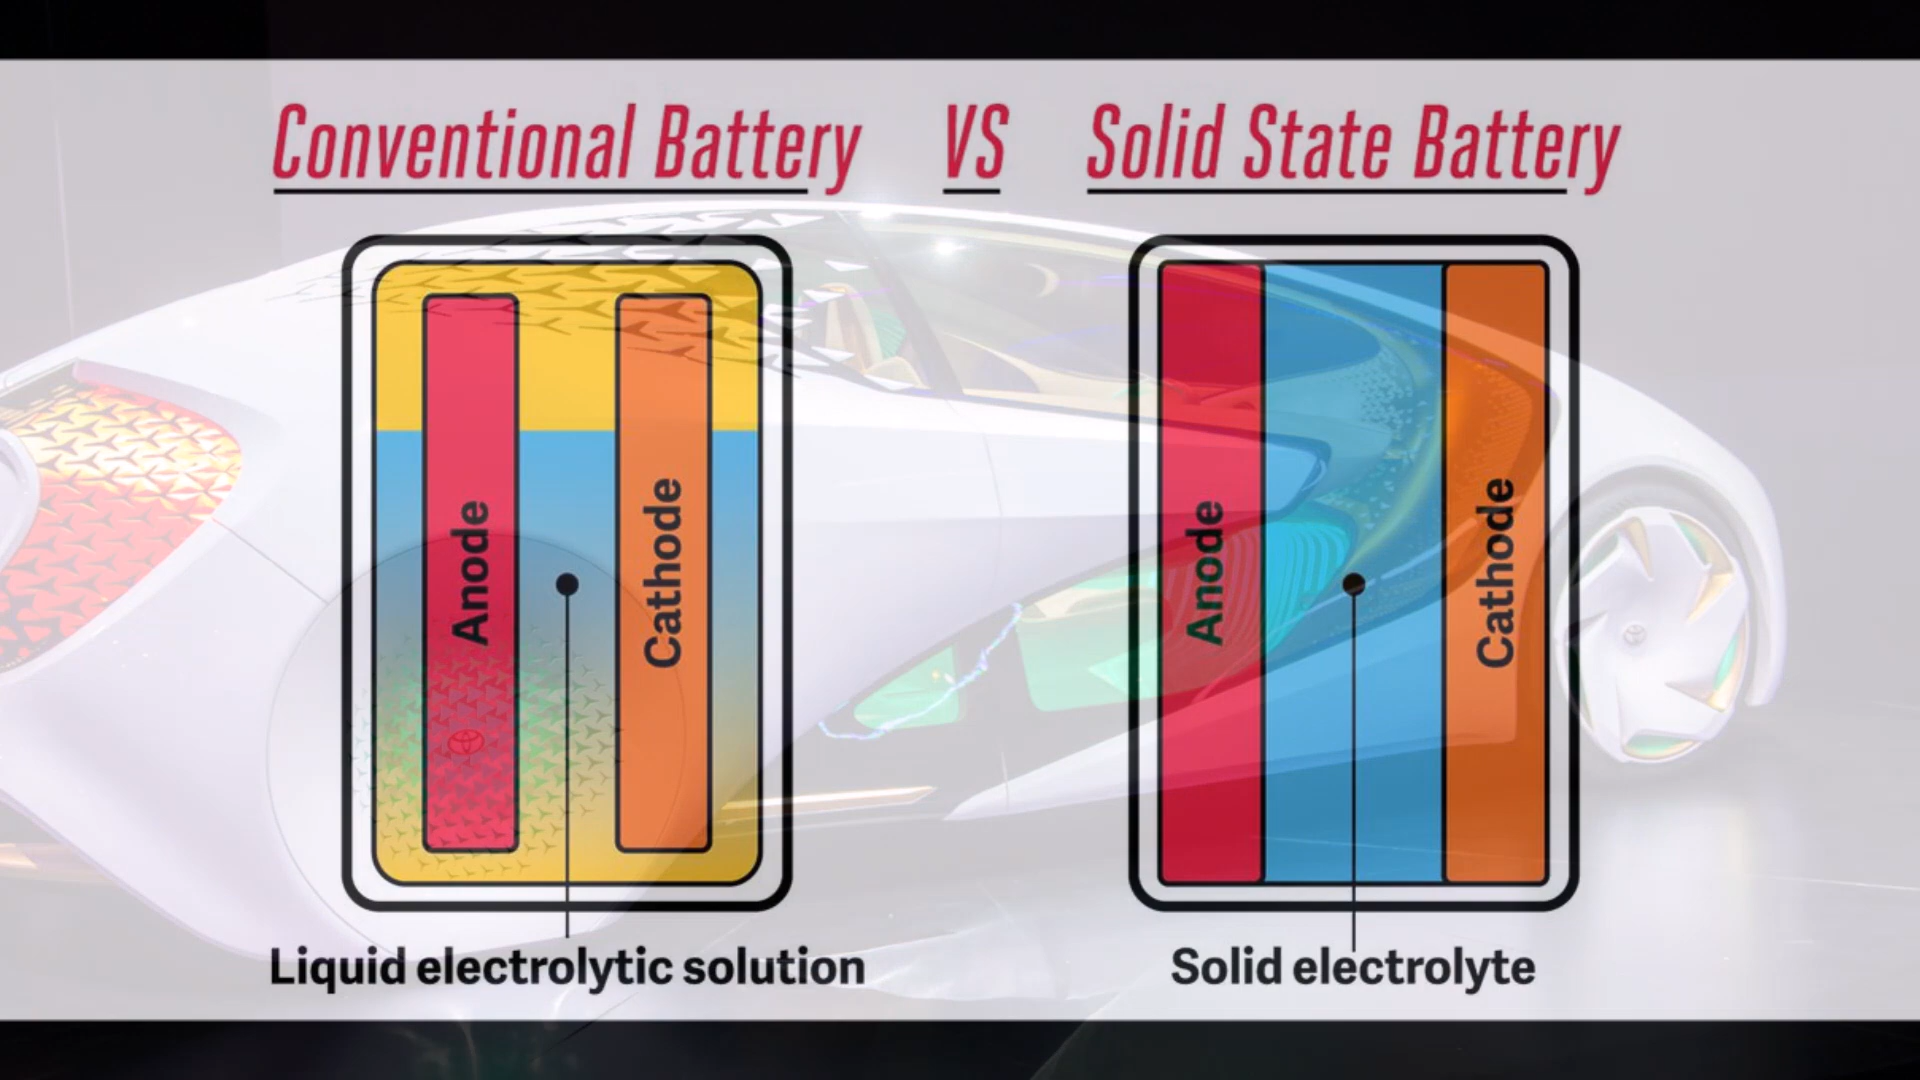 Conventional Battery VS Solid State Battery
Anode
Cathode
Anode
Cathode
Liquid electrolytic solution
Solid electrolyte